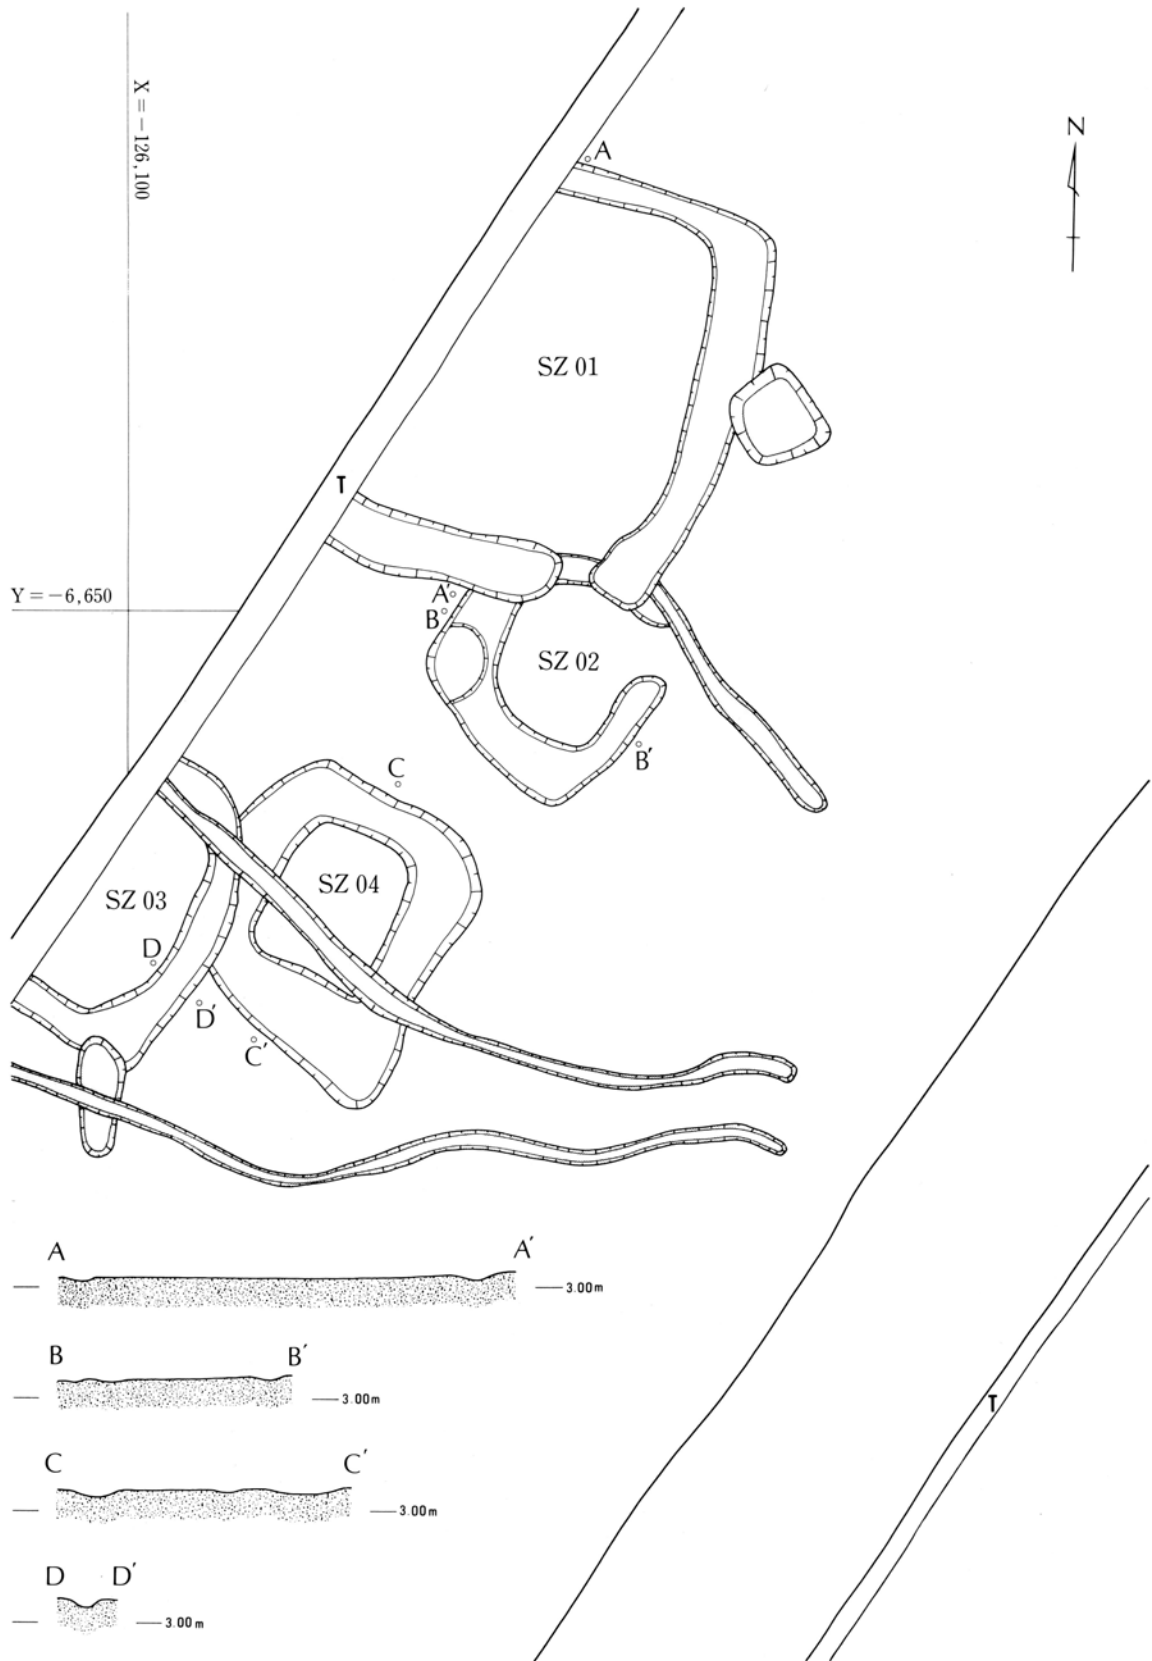 X = -126,100
N
A
SZ 01
T
Y = -6,650
A′
B
SZ 02
B′
C
SZ 04
SZ 03
D
D′
C′
A A′
3.00m
B B′
3.00m
C C′
3.00m
T
D D′
3.00m